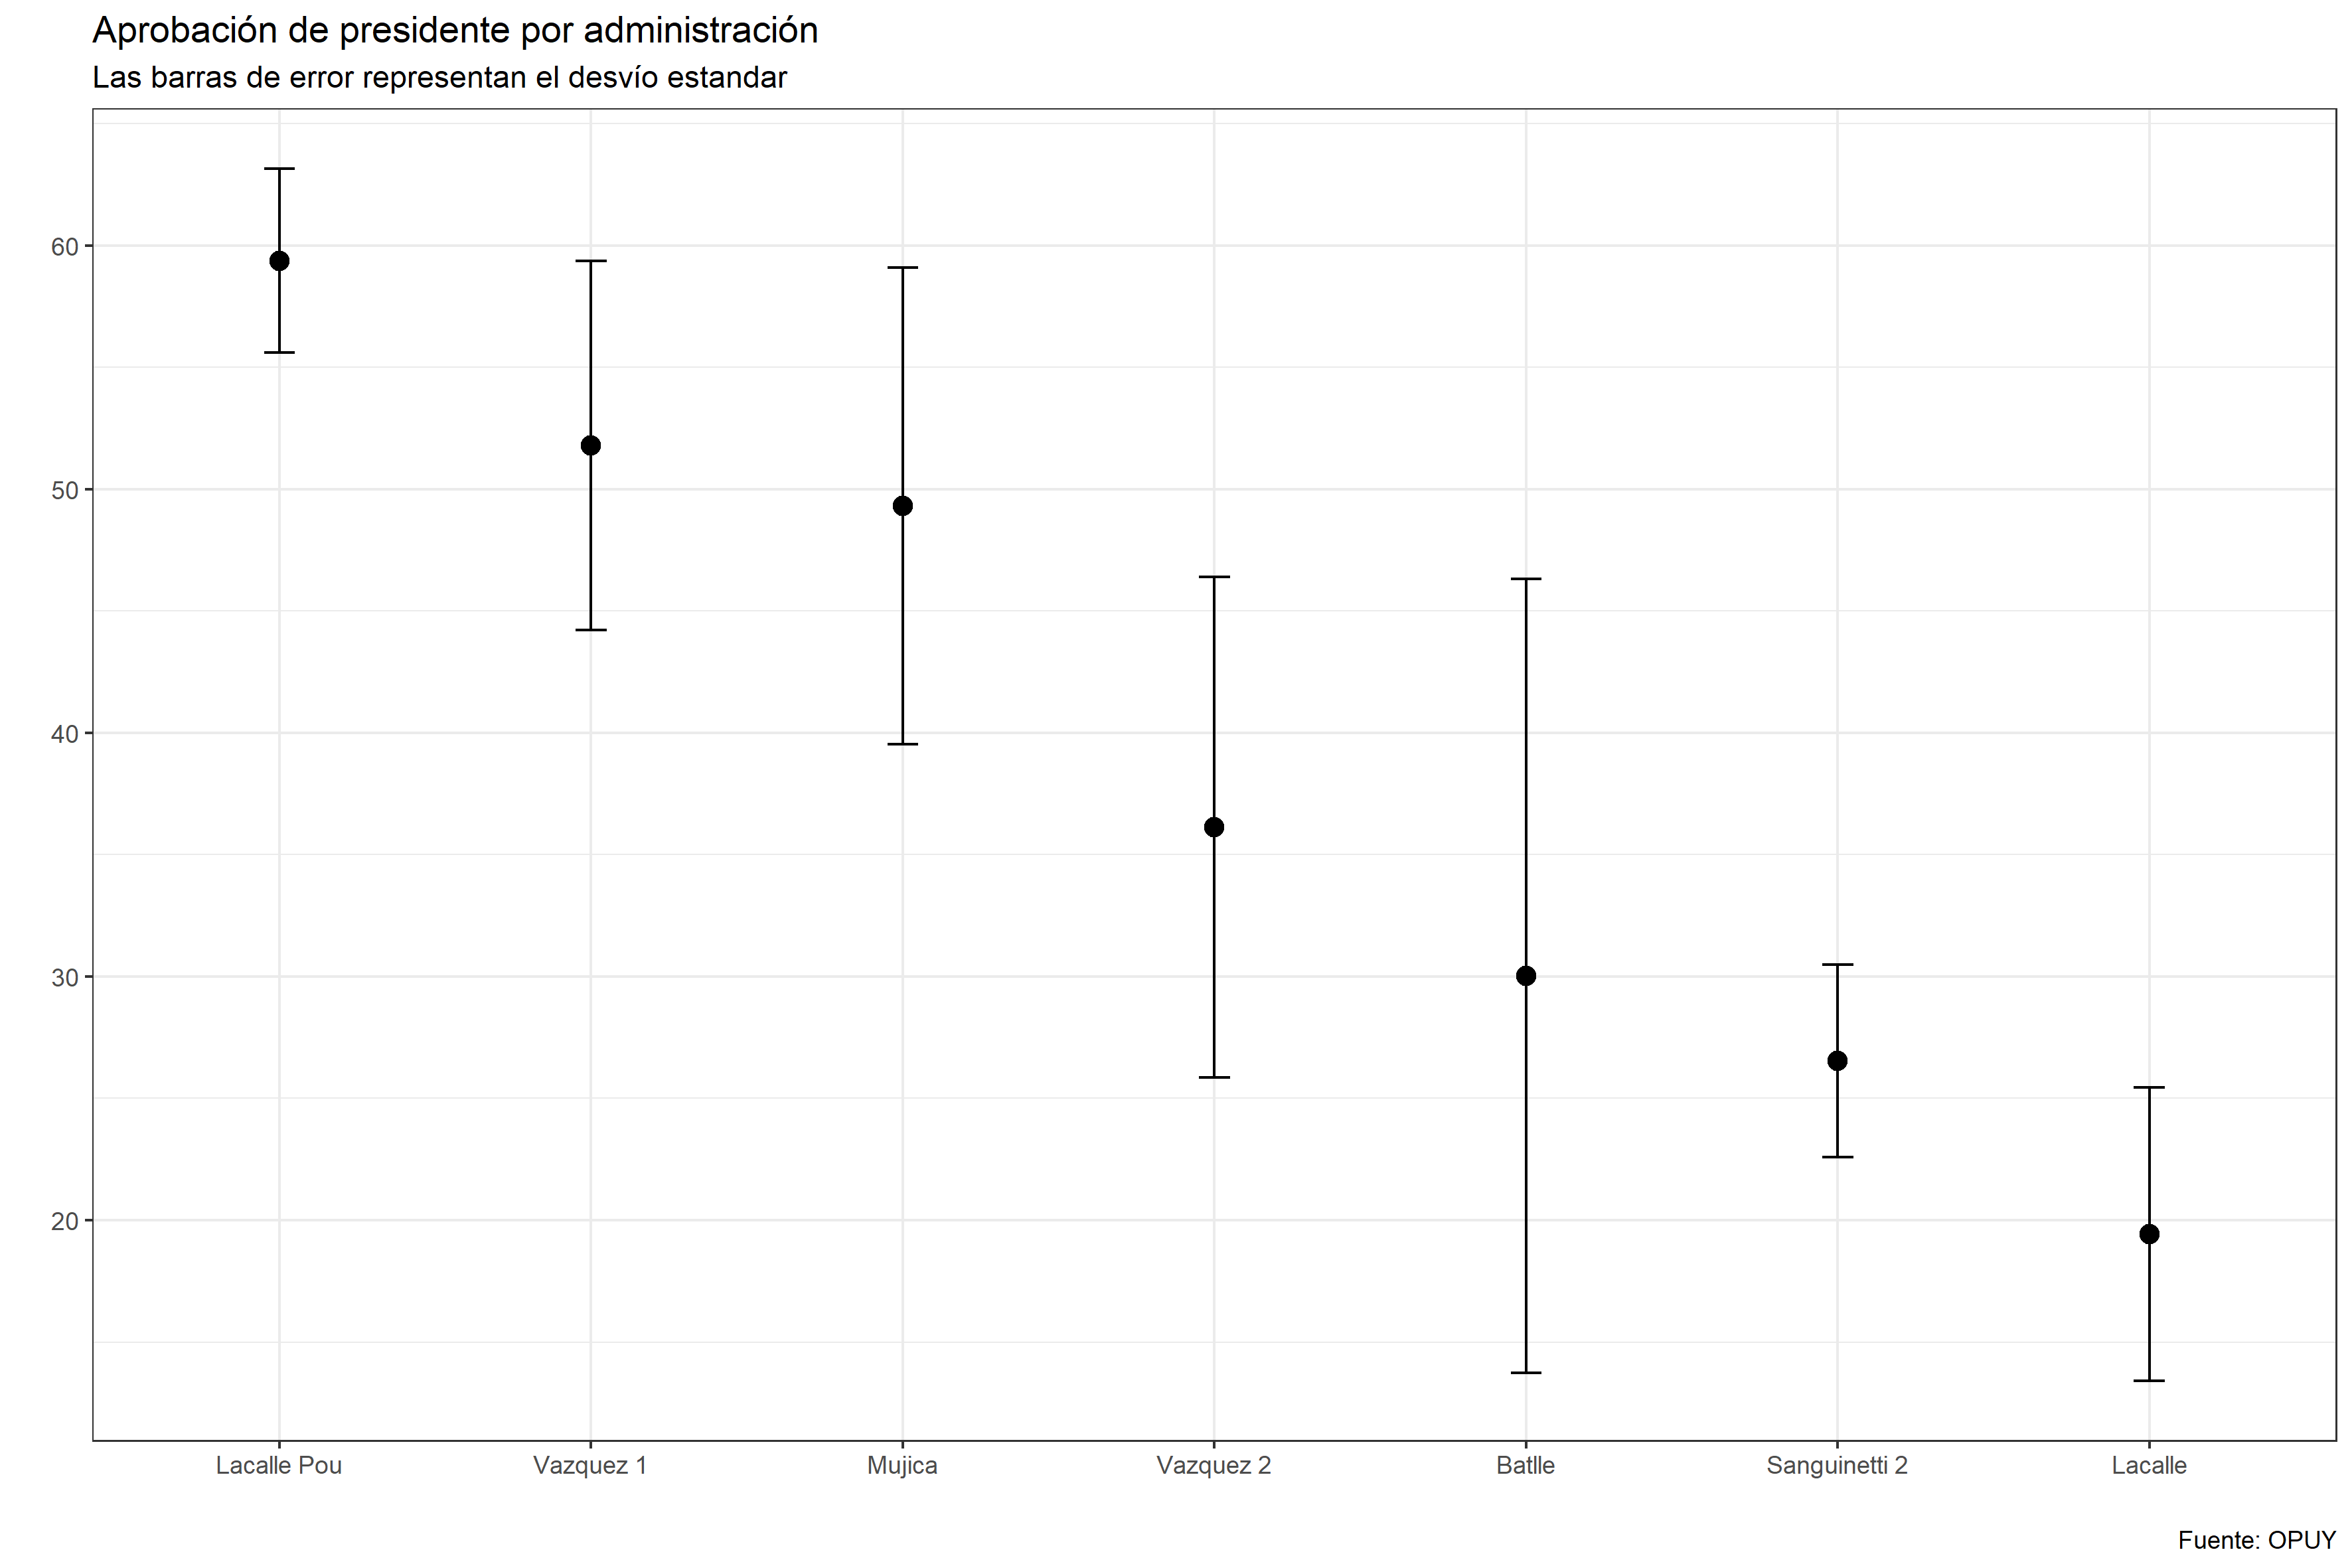 Aprobación de presidente por administración
Las barras de error representan el desvío estandar
60
50
40
30
20
Lacalle Pou
Vazquez 1
Mujica
Vazquez 2
Batlle
Sanguinetti 2
Lacalle
Fuente: OPUY